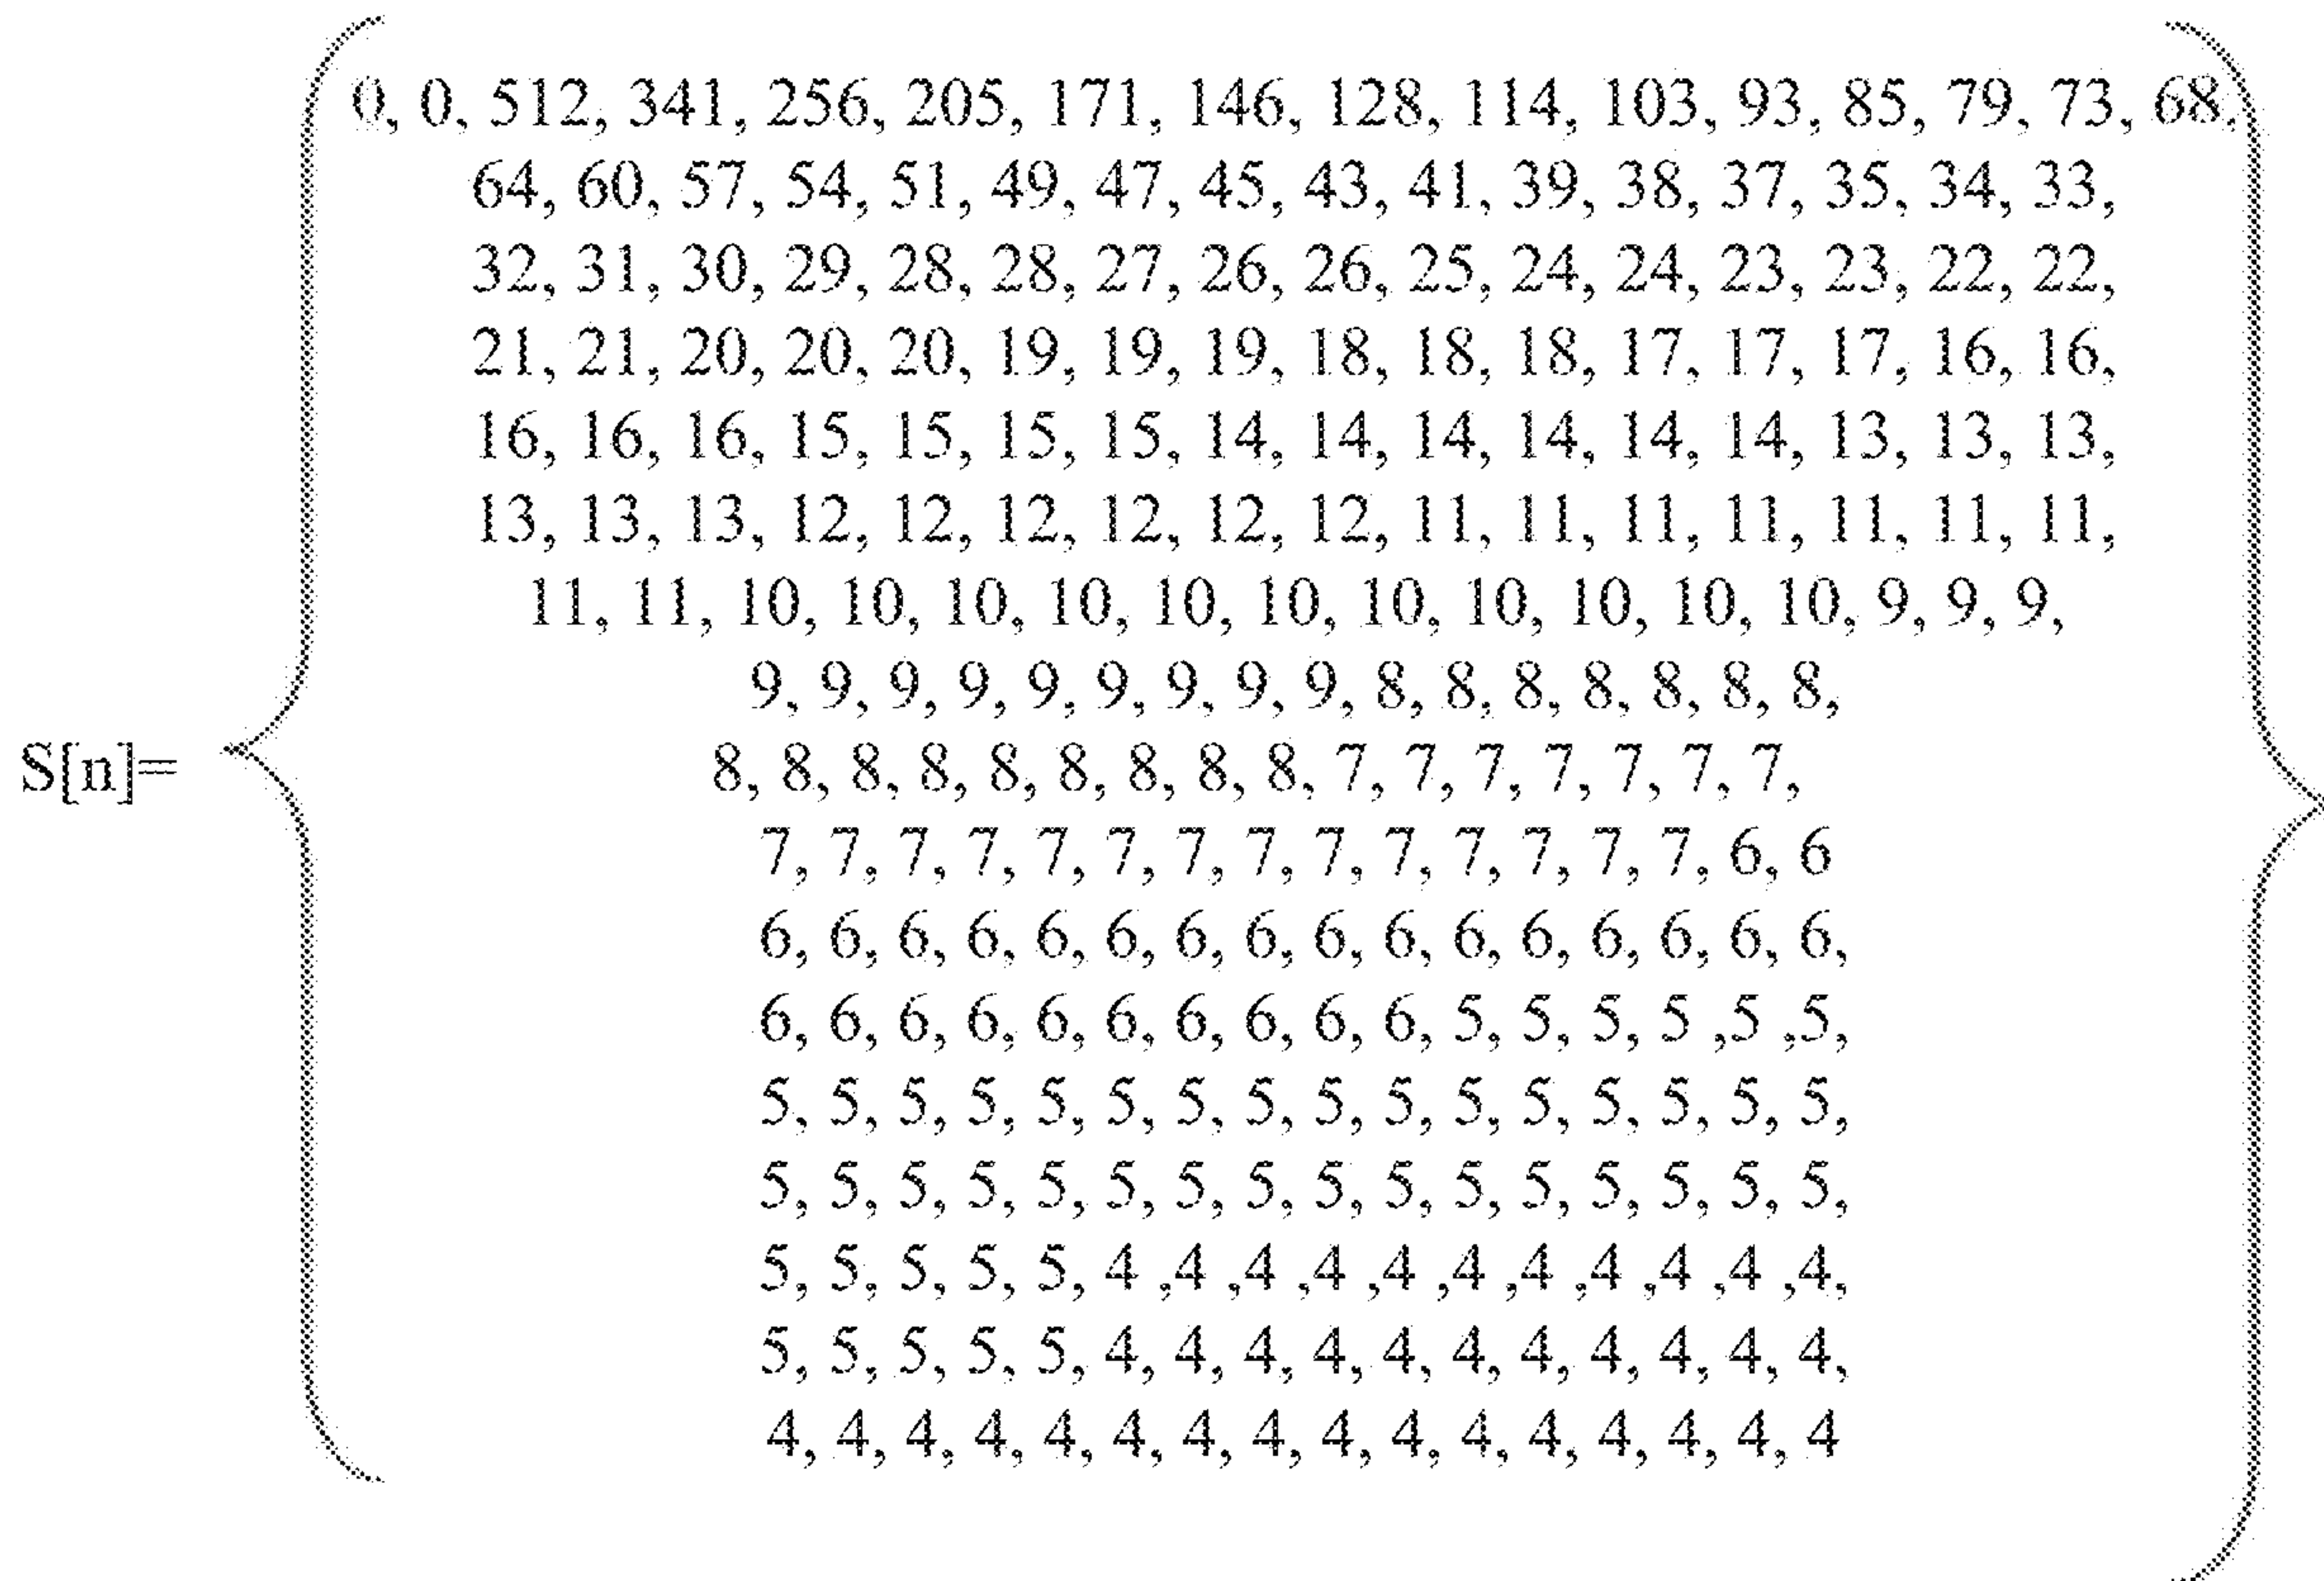 0, 0, 512, 341, 256, 205, 171, 146, 128, 114, 103, 93, 85, 79, 73, 68,
64, 60, 57, 54, 51, 49, 47, 45, 43, 41, 39, 38, 37, 35, 34, 33,
32, 31, 30, 29, 28, 28, 27, 26, 26, 25, 24, 24, 23, 23, 22, 22,
21, 21, 20, 20, 20, 19, 19, 19, 18, 18, 18, 17, 17, 17, 16, 16,
16, 16, 16, 15, 15, 15, 15, 14, 14, 14, 14, 14, 14, 13, 13, 13,
13, 13, 13, 12, 12, 12, 12, 12, 12, 11, 11, 11, 11, 11, 11, 11,
11, 11, 10, 10, 10, 10, 10, 10, 10, 10, 10, 10, 10, 9, 9, 9,
9, 9, 9, 9, 9, 9, 9, 9, 9, 8, 8, 8, 8, 8, 8, 8,
S[n]= 8, 8, 8, 8, 8, 8, 8, 8, 8, 7, 7, 7, 7, 7, 7, 7,
7, 7, 7, 7, 7, 7, 7, 7, 7, 7, 7, 7, 7, 7, 6, 6
6, 6, 6, 6, 6, 6, 6, 6, 6, 6, 6, 6, 6, 6, 6, 6,
6, 6, 6, 6, 6, 6, 6, 6, 6, 6, 5, 5, 5, 5 ,5 ,5,
5, 5, 5, 5, 5, 5, 5, 5, 5, 5, 5, 5, 5, 5, 5, 5,
5, 5, 5, 5, 5, 5, 5, 5, 5, 5, 5, 5, 5, 5, 5, 5,
5, 5, 5, 5, 5, 4 ,4 ,4 ,4 ,4 ,4 ,4 ,4 ,4 ,4 ,4,
5, 5, 5, 5, 5, 4, 4, 4, 4, 4, 4, 4, 4, 4, 4, 4,
4, 4, 4, 4, 4, 4, 4, 4, 4, 4, 4, 4, 4, 4, 4, 4